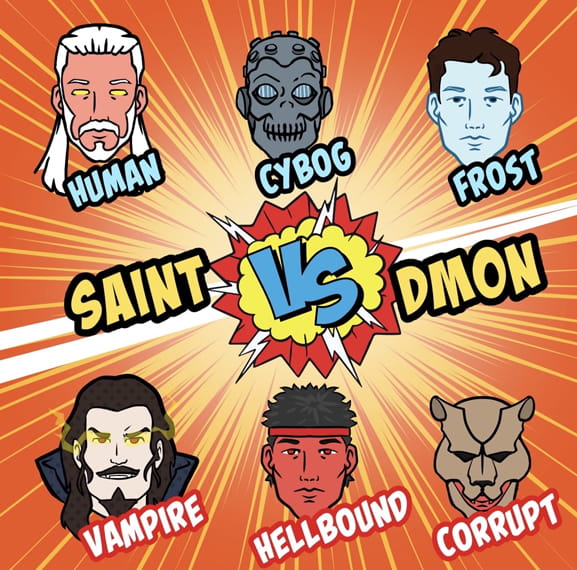 HUMAN
CYBOG
FROST
SAINT VS DMON
VAMPIRE
HELLBOUND
CORRUPT